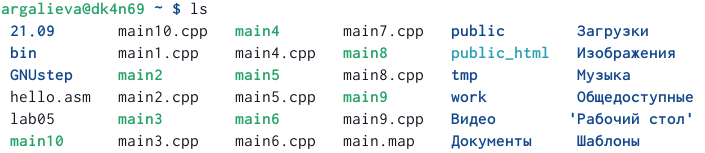 argalieva@dk4n69 ~ $ ls
21.09 main10.cpp main4 main7.cpp public Загрузки
bin main1.cpp main4.cpp main8 public_html Изображения
GNUstep main2 main5 main8.cpp tmp Музыка
hello.asm main2.cpp main5.cpp main9 work Общедоступные
lab05 main3 main6 main9.cpp Видео 'Рабочий стол'
main10 main3.cpp main6.cpp main.map Документы Шаблоны